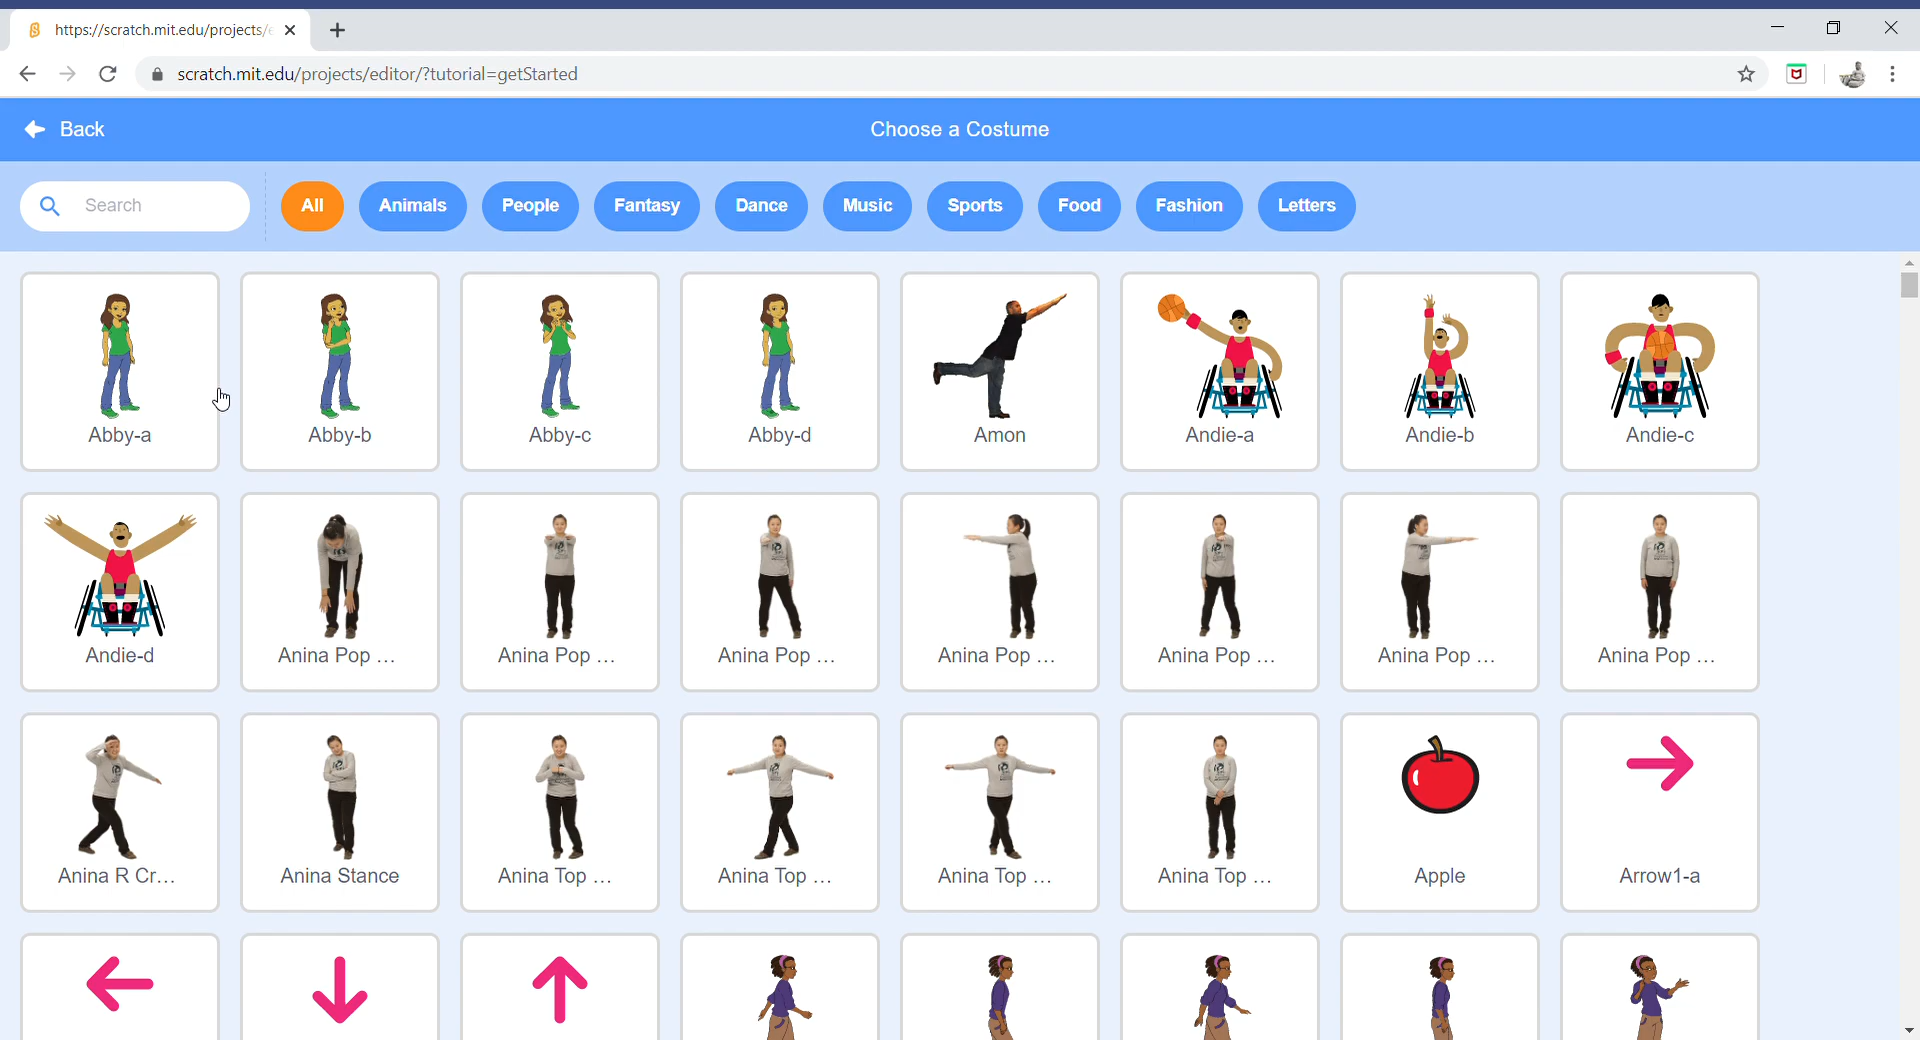 https://scratch.mit.edu/projects/e
scratch.mit.edu/projects/editor/?tutorial=getStarted
Back
Choose a Costume
Search
All
Animals
People
Fantasy
Dance
Music
Sports
Food
Fashion
Letters
Abby-a
Abby-b
Abby-c
Abby-d
Amon
Andie-a
Andie-b
Andie-c
Andie-d
Anina Pop ...
Anina Pop ...
Anina Pop ...
Anina Pop ...
Anina Pop ...
Anina Pop ...
Anina Pop ...
Anina R Cr...
Anina Stance
Anina Top ...
Anina Top ...
Anina Top ...
Anina Top ...
Apple
Arrow1-a